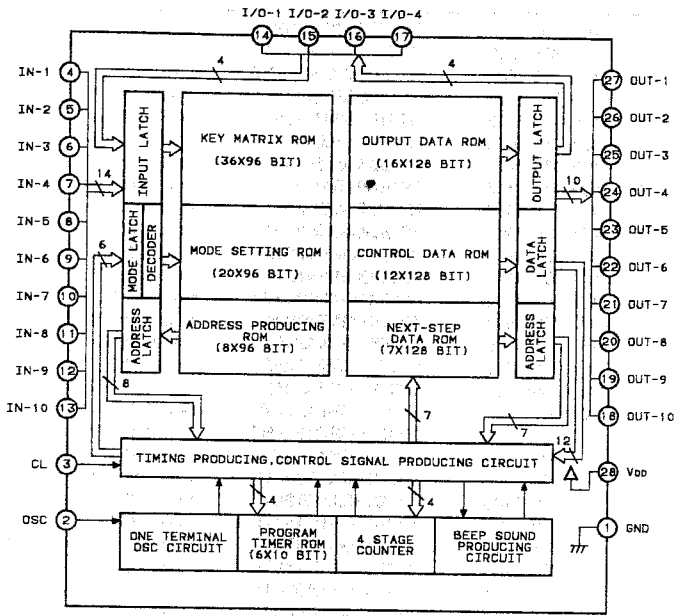 I/O-1 I/O-2 I/O-3 I/O-4
14 15 16 17
4 4
IN-1 4
IN-2 5
IN-3 6
IN-4 7
IN-5 8
IN-6 9
IN-7 10
IN-8 11
IN-9 12
IN-10 13
CL 3
OSC 2
14
6
8
INPUT LATCH
MODE LATCH
DECODER
ADDRESS LATCH
KEY MATRIX ROM
(36X96 BIT)
MODE SETTING ROM
(20X96 BIT)
ADDRESS PRODUCING
ROM
(8X96 BIT)
OUTPUT DATA ROM
(16X128 BIT)
CONTROL DATA ROM
(12X128 BIT)
NEXT-STEP
DATA ROM
(7X128 BIT)
OUTPUT LATCH
DATA LATCH
ADDRESS LATCH
10
7
7
12
27 OUT-1
26 OUT-2
25 OUT-3
24 OUT-4
23 OUT-5
22 OUT-6
21 OUT-7
20 OUT-8
19 OUT-9
18 OUT-10
28 VDD
1 GND
TIMING PRODUCING.CONTROL SIGNAL PRODUCING CIRCUIT
4
4
ONE TERMINAL
OSC CIRCUIT
PROGRAM
TIMER ROM
(6X10 BIT)
4 STAGE
COUNTER
BEEP SOUND
PRODUCING
CIRCUIT